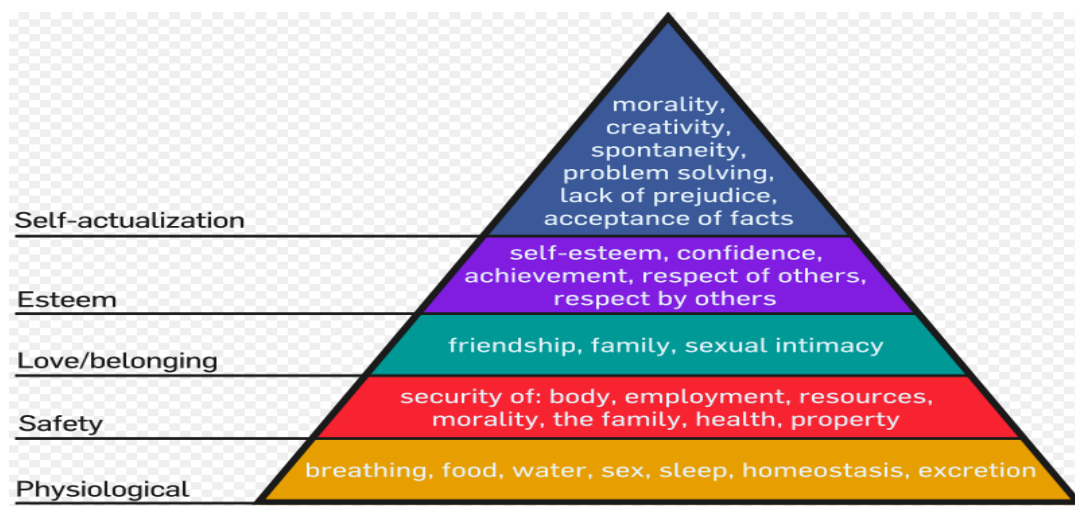 morality,
creativity,
spontaneity,
problem solving,
lack of prejudice,
acceptance of facts
Self-actualization
self-esteem, confidence,
achievement, respect of others,
respect by others
Esteem
friendship, family, sexual intimacy
Love/belonging
security of: body, employment, resources,
morality, the family, health, property
Safety
breathing, food, water, sex, sleep, homeostasis, excretion
Physiological